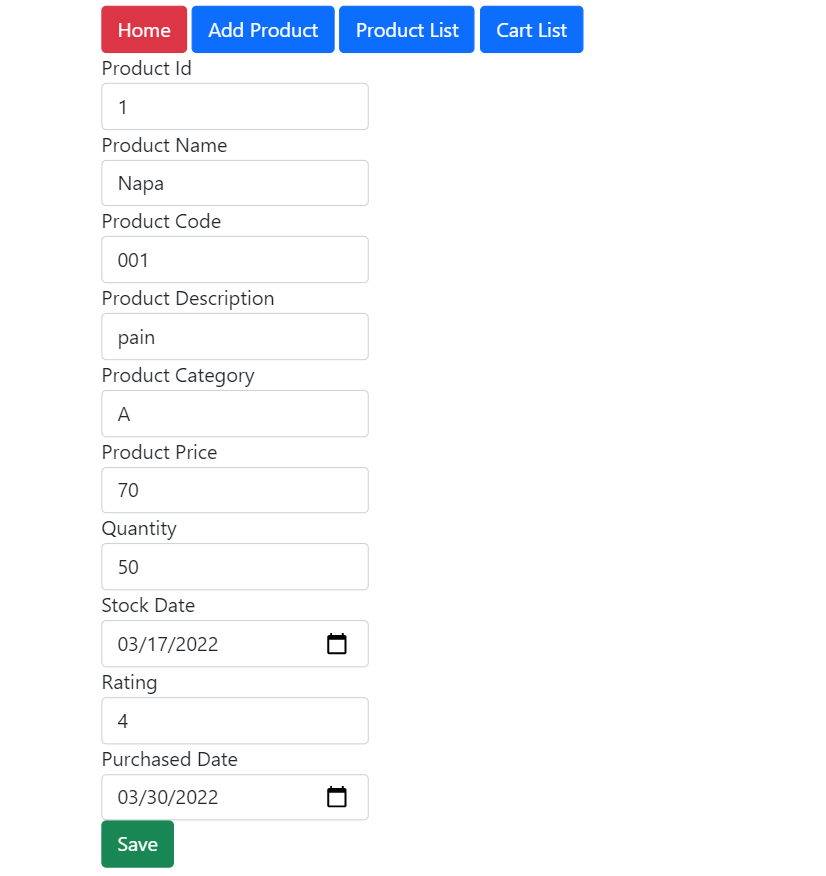 Home Add Product Product List Cart List
Product Id
1
Product Name
Napa
Product Code
001
Product Description
pain
Product Category
A
Product Price
70
Quantity
50
Stock Date
03/17/2022
Rating
4
Purchased Date
03/30/2022
Save